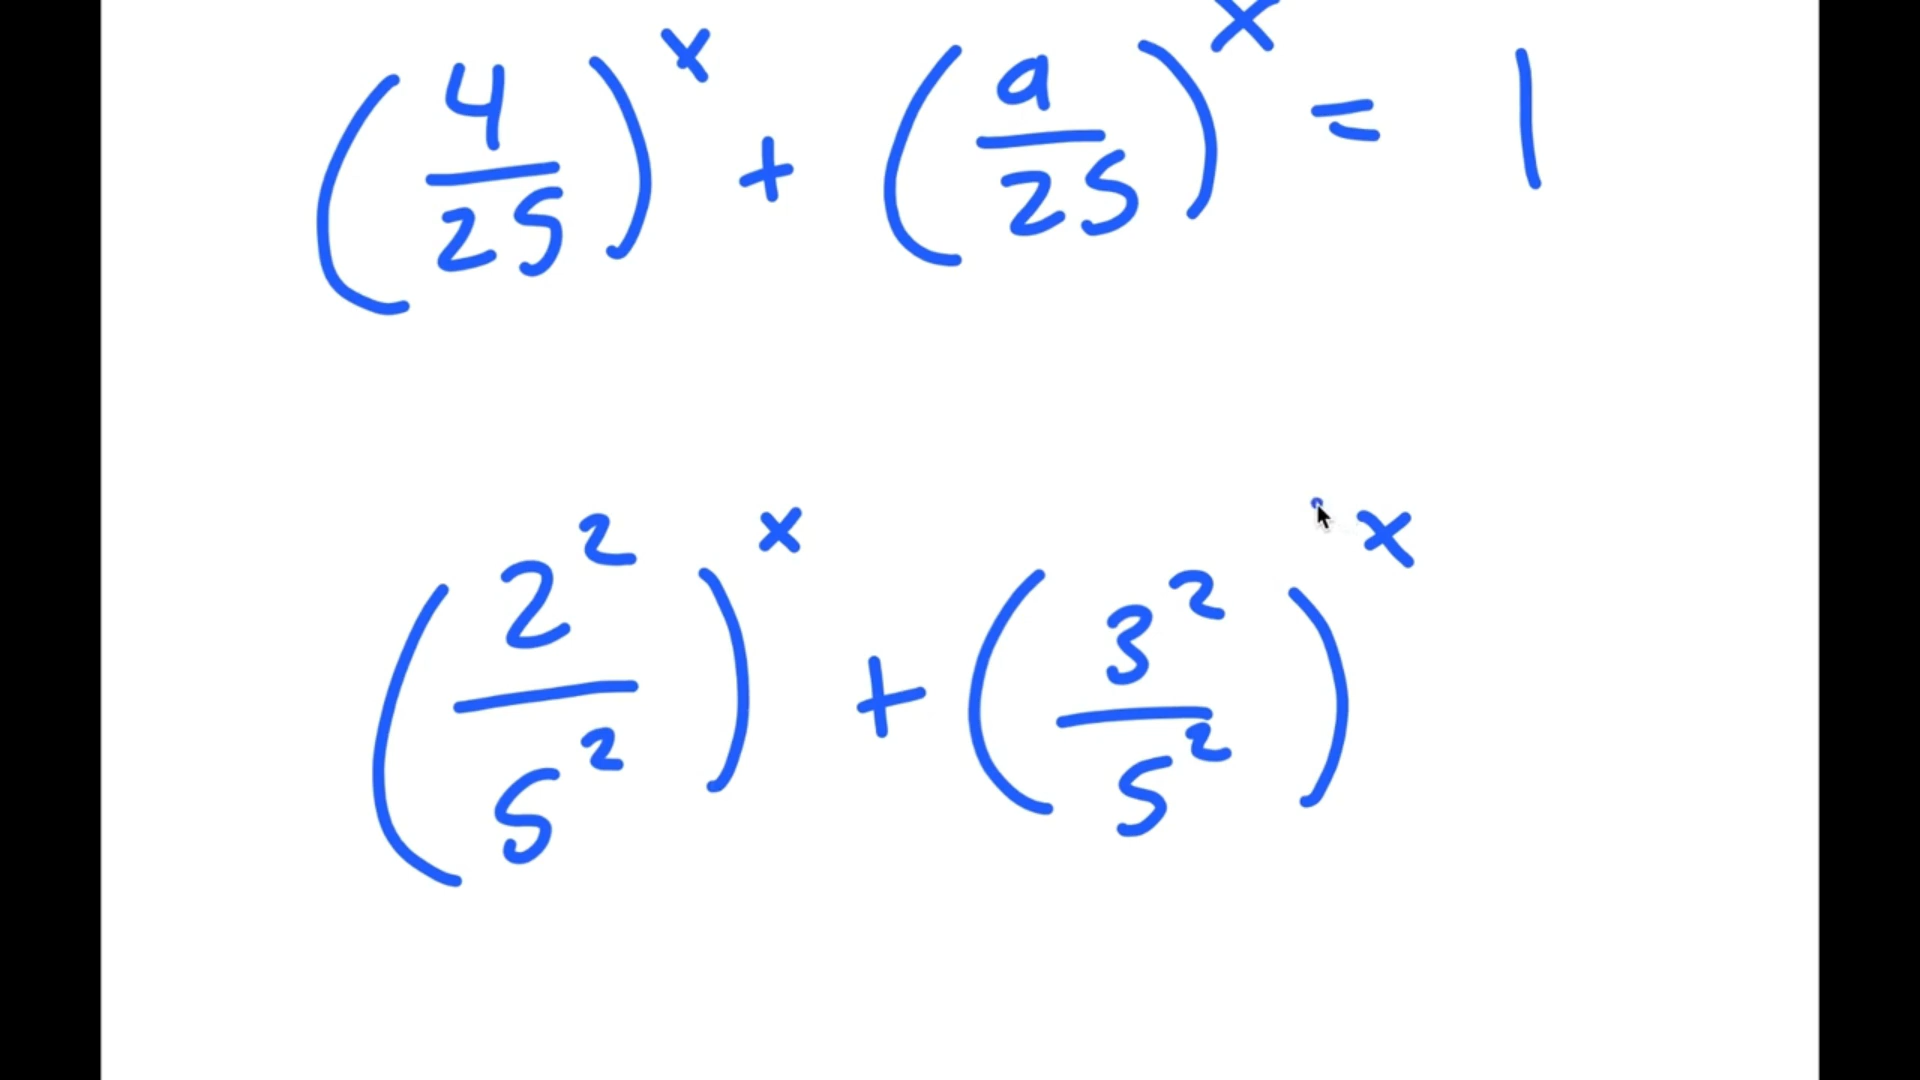 (4/25)^x + (9/25)^x = 1
(2^2/5^2)^x + (3^2/5^2)^x